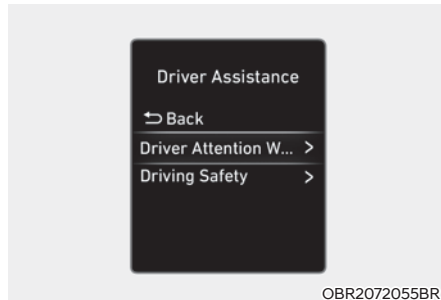 Driver Assistance
⮌ Back
Driver Attention W... >
Driving Safety >
OBR2072055BR